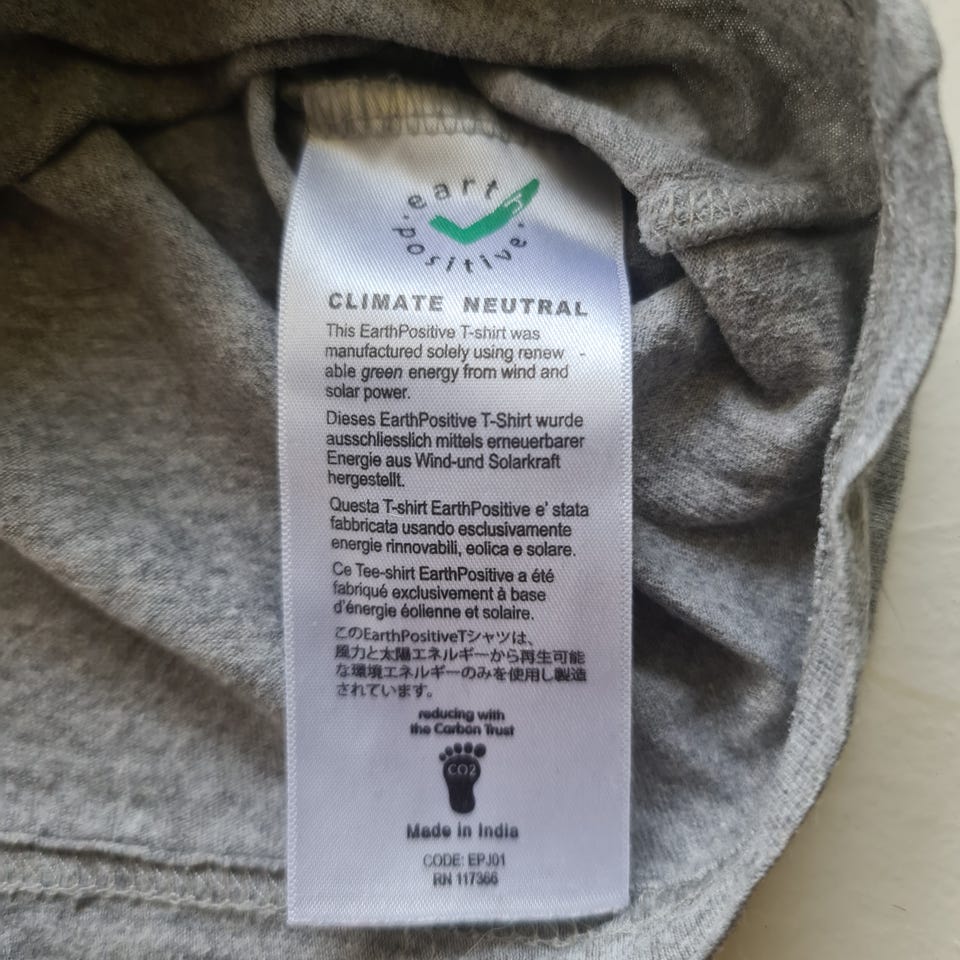 earth
positive
CLIMATE NEUTRAL
This EarthPositive T-shirt was
manufactured solely using renew -
able green energy from wind and
solar power.
Dieses EarthPositive T-Shirt wurde
ausschliesslich mittels erneuerbarer
Energie aus Wind-und Solarkraft
hergestellt.
Questa T-shirt EarthPositive e' stata
fabbricata usando esclusivamente
energie rinnovabili, eolica e solare.
Ce Tee-shirt EarthPositive a été
fabriqué exclusivement à base
d'énergie éolienne et solaire.
このEarthPositiveTシャツは、
風力と太陽エネルギーから再生可能
な環境エネルギーのみを使用し製造
されています。
reducing with
the Carbon Trust
CO2
Made in India
CODE: EPJ01
RN 117366